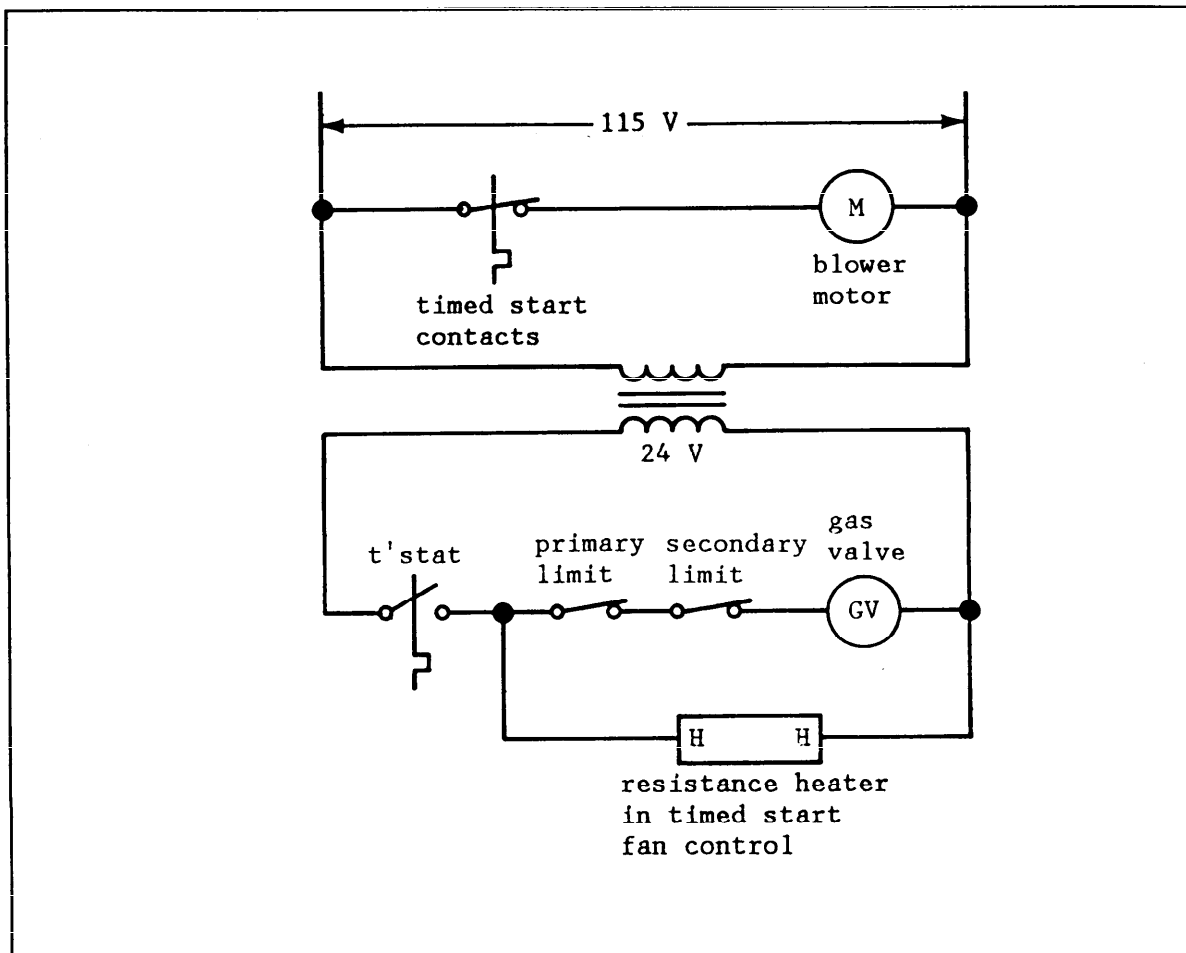 115 V
M
blower
motor
timed start
contacts
24 V
t'stat
primary
limit
secondary
limit
gas
valve
GV
H H
resistance heater
in timed start
fan control